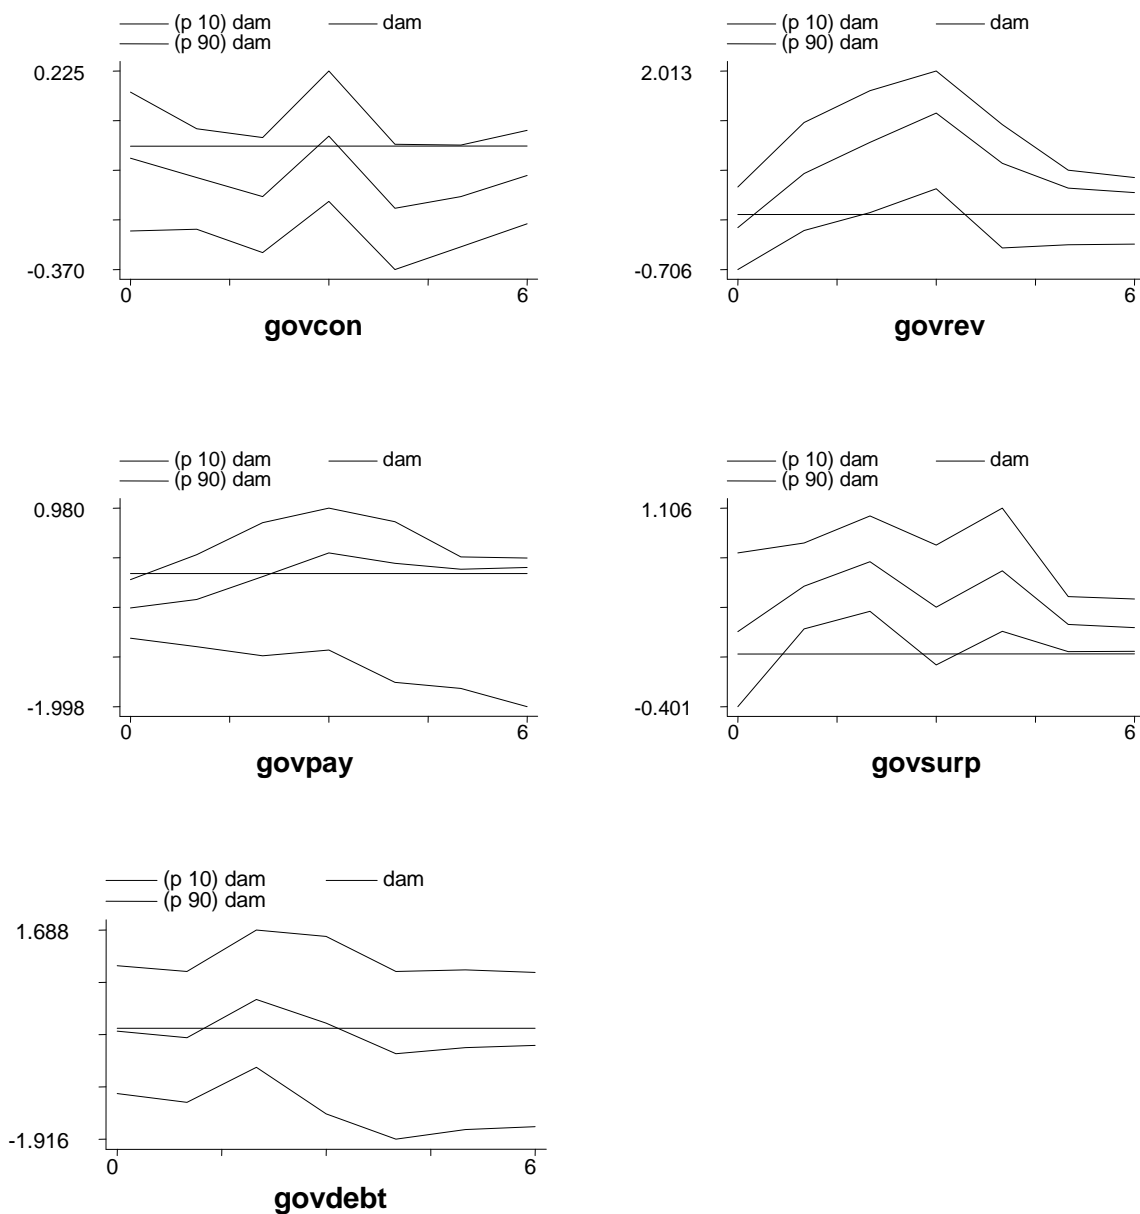 (p 10) dam dam
(p 90) dam
0.225
-0.370
0 6
govcon
(p 10) dam dam
(p 90) dam
2.013
-0.706
0 6
govrev
(p 10) dam dam
(p 90) dam
0.980
-1.998
0 6
govpay
(p 10) dam dam
(p 90) dam
1.106
-0.401
0 6
govsurp
(p 10) dam dam
(p 90) dam
1.688
-1.916
0 6
govdebt